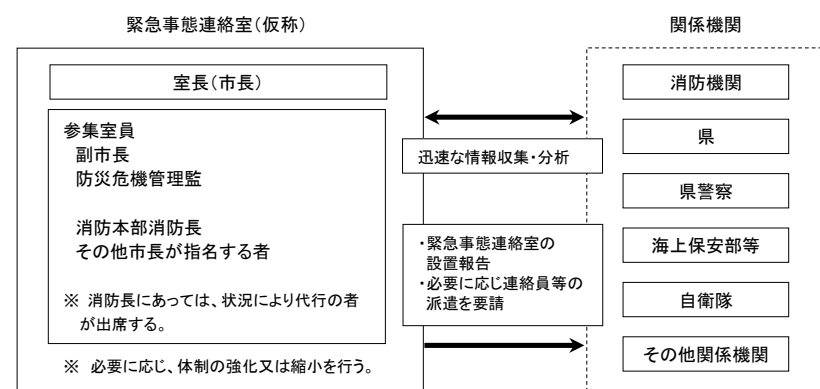 緊急事態連絡室（仮称）
室長（市長）
参集室員
副市長
防災危機管理監
消防本部消防長
その他市長が指名する者
※ 消防長にあっては、状況により代行の者
が出席する。
※ 必要に応じ、体制の強化又は縮小を行う。
迅速な情報収集・分析
・緊急事態連絡室の
設置報告
・必要に応じ連絡員等の
派遣を要請
関係機関
消防機関
県
県警察
海上保安部等
自衛隊
その他関係機関